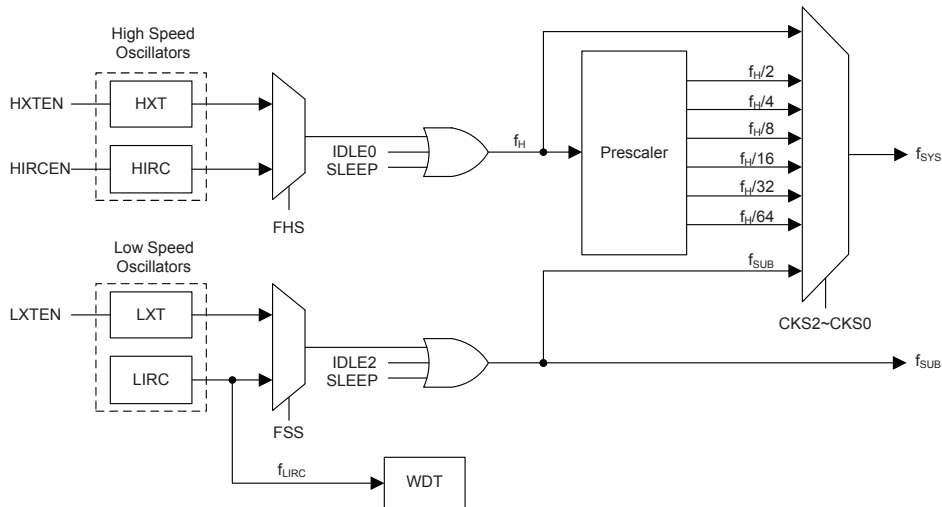 High Speed
Oscillators
HXTEN
HXT
HIRCEN
HIRC
FHS
IDLE0
SLEEP
fH
Prescaler
fH/2
fH/4
fH/8
fH/16
fH/32
fH/64
fSUB
CKS2~CKS0
fSYS
Low Speed
Oscillators
LXTEN
LXT
LIRC
FSS
IDLE2
SLEEP
fSUB
fLIRC
WDT